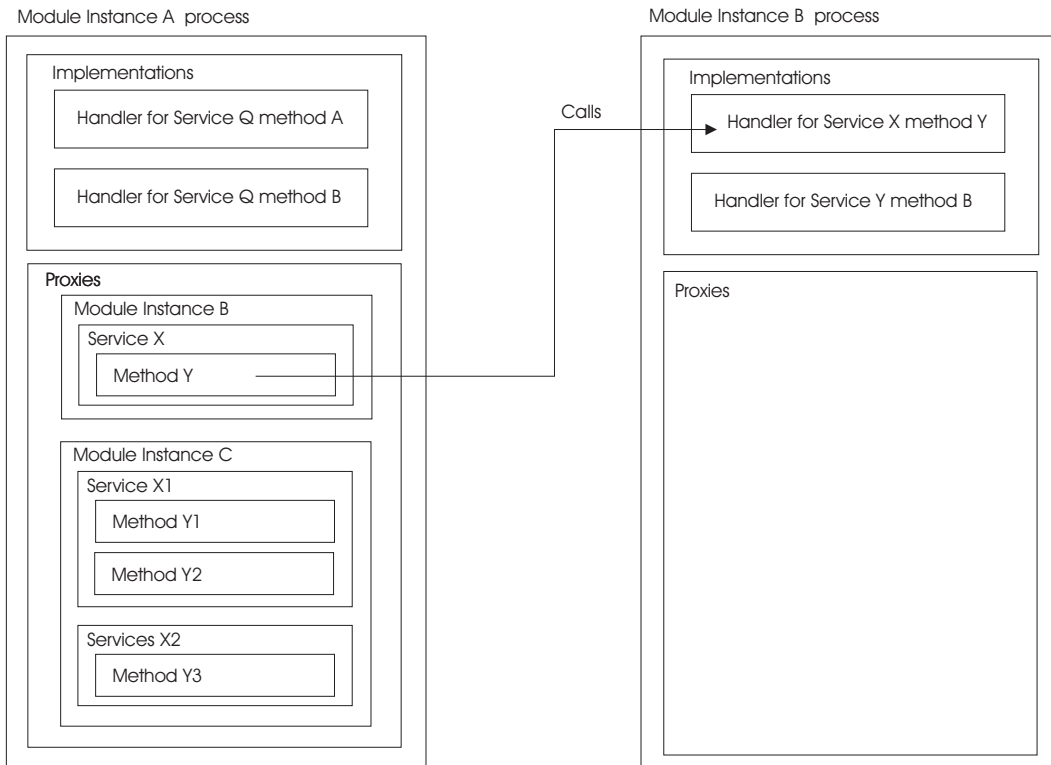 Module Instance A process
Implementations
Handler for Service Q method A
Handler for Service Q method B
Proxies
Module Instance B
Service X
Method Y
Module Instance C
Service X1
Method Y1
Method Y2
Services X2
Method Y3
Calls
Module Instance B process
Implementations
Handler for Service X method Y
Handler for Service Y method B
Proxies